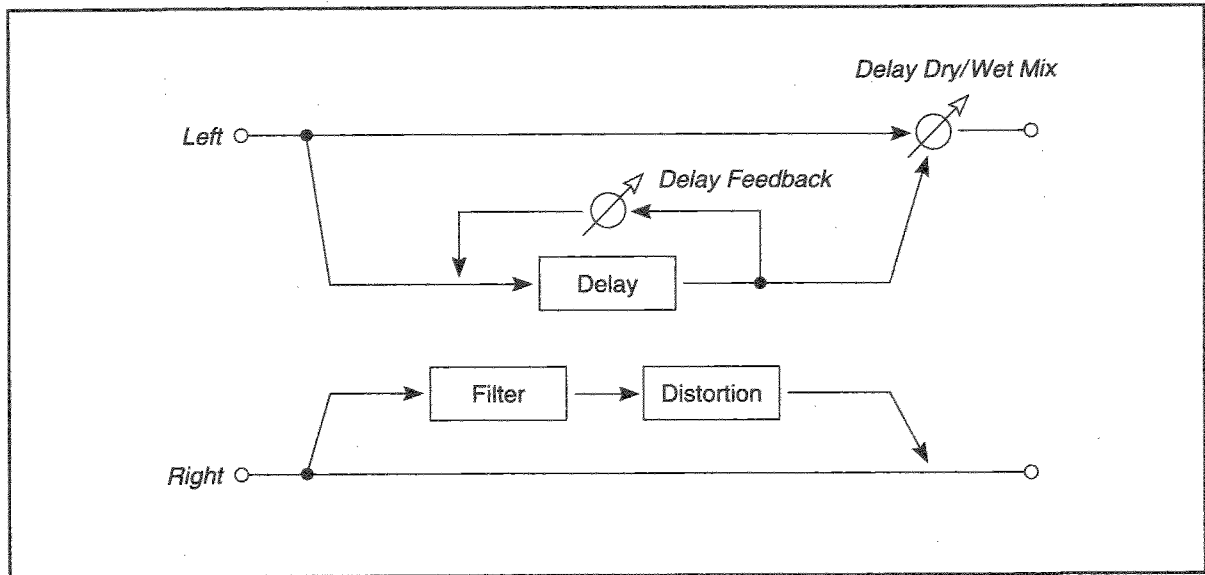 Delay Dry/Wet Mix
Left
Delay Feedback
Delay
Filter
Distortion
Right